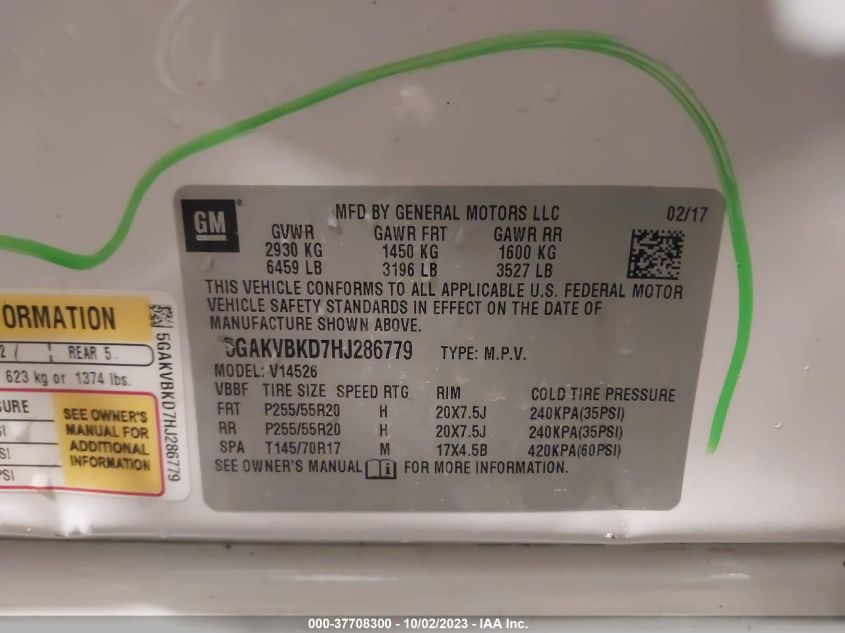 GM
MFD BY GENERAL MOTORS LLC 02/17
GVWR GAWR FRT GAWR RR
2930 KG 1450 KG 1600 KG
6459 LB 3196 LB 3527 LB
THIS VEHICLE CONFORMS TO ALL APPLICABLE U.S. FEDERAL MOTOR
VEHICLE SAFETY STANDARDS IN EFFECT ON THE DATE OF
MANUFACTURE SHOWN ABOVE.
5GAKVBKD7HJ286779 TYPE: M.P.V.
MODEL: V14526
VBBF TIRE SIZE SPEED RTG RIM COLD TIRE PRESSURE
FRT P255/55R20 H 20X7.5J 240KPA(35PSI)
RR P255/55R20 H 20X7.5J 240KPA(35PSI)
SPA T145/70R17 M 17X4.5B 420KPA(60PSI)
SEE OWNER'S MANUAL FOR MORE INFORMATION.
ORMATION
2 REAR 5
623 kg or 1374 lbs.
SURE
SI
SI
PSI
SEE OWNER'S
MANUAL FOR
ADDITIONAL
INFORMATION
5GAKVBKD7HJ286779
000-37708300 - 10/02/2023 - IAA Inc.